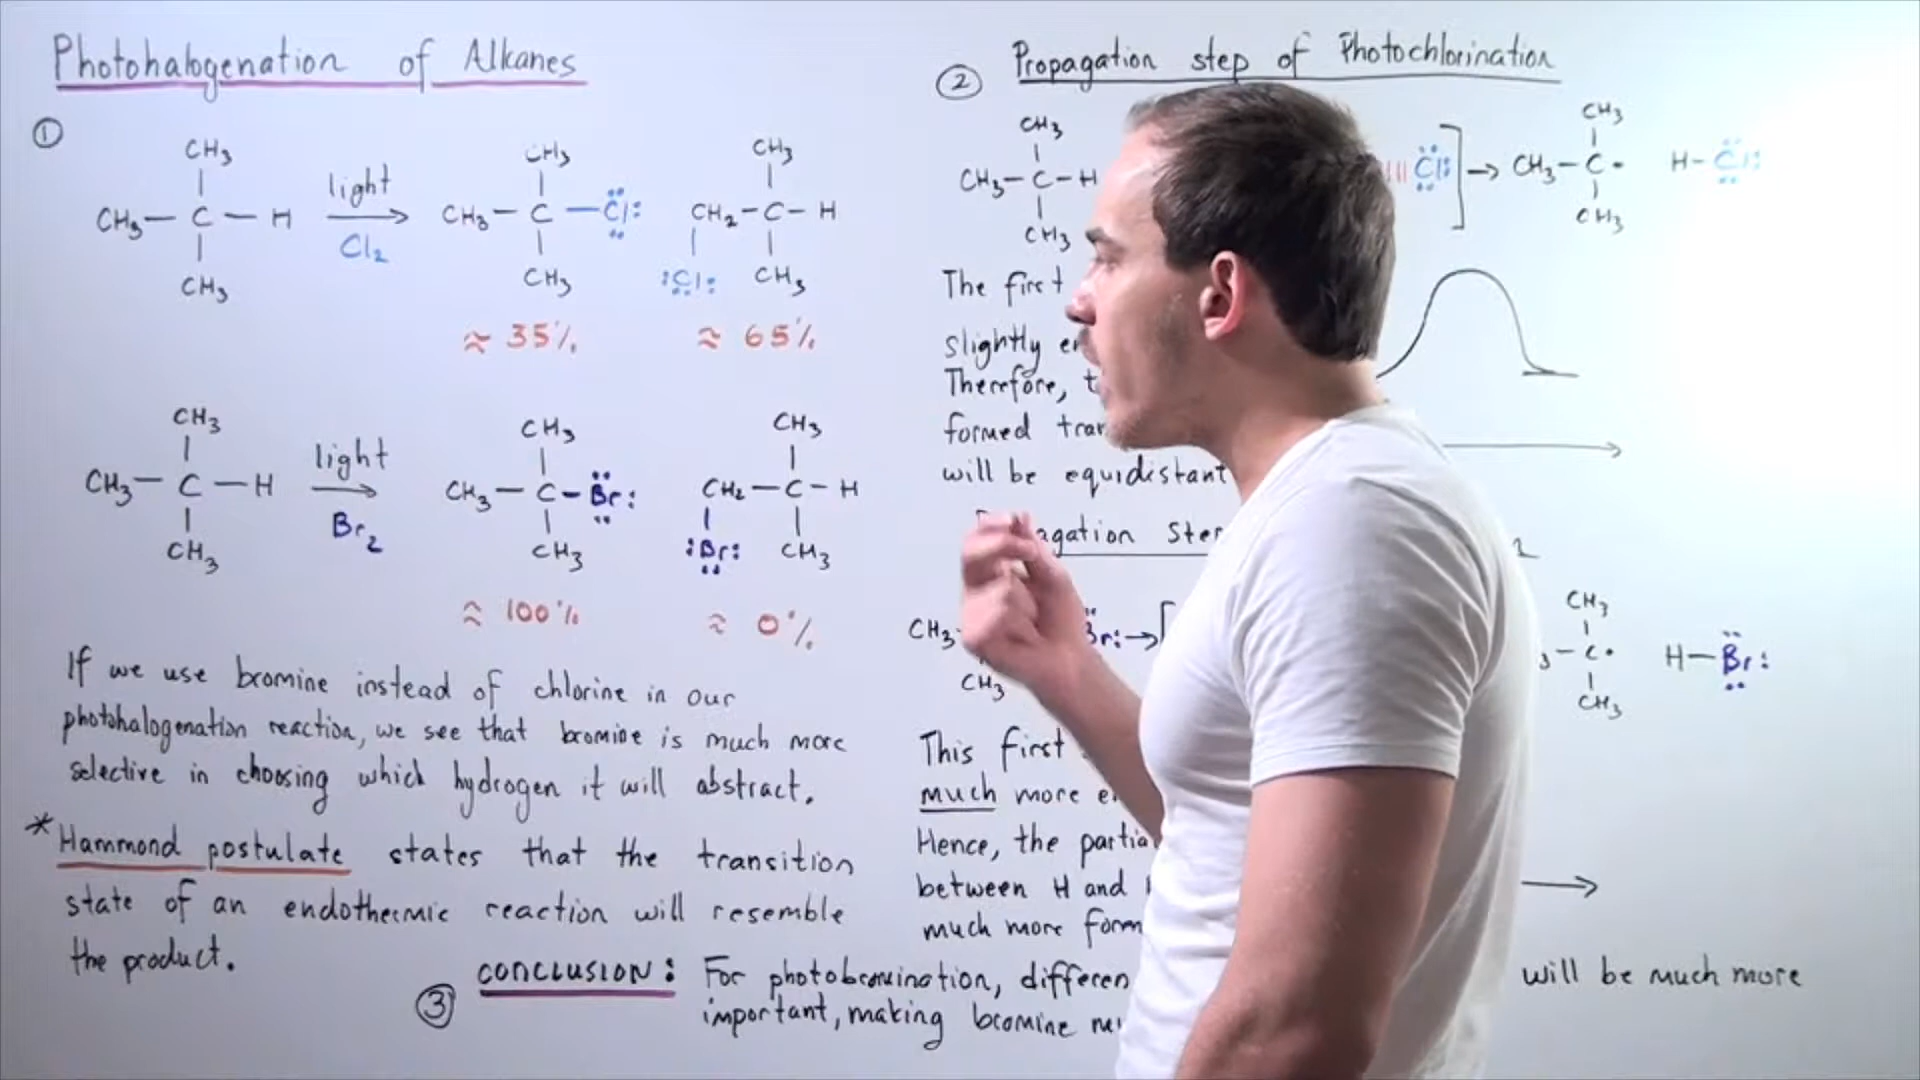 Photohalogenation of Alkanes
①
CH3 CH3 CH3
CH3 — C — H light Cl2 CH3 — C — Cl: CH2 — C — H
CH3 CH3 :Cl: CH3
≈ 35% ≈ 65%
CH3 CH3 CH3
CH3 — C — H light Br2 CH3 — C — Br: CH2 — C — H
CH3 CH3 :Br: CH3
≈ 100% ≈ 0%
If we use bromine instead of chlorine in our
photohalogenation reaction, we see that bromine is much more
selective in choosing which hydrogen it will abstract.
* Hammond postulate states that the transition
state of an endothermic reaction will resemble
the product.
② Propagation step of Photochlorination
CH3 CH3
CH3 — C — H Cl: ] → CH3 — C • H — Cl:
CH3 CH3
The first
slightly
Therefore,
formed
will be equidistant
CH3
CH3 Br: → [ — C • H — Br:
CH3 CH3
This first
much more
Hence, the
between H and
much more
③ CONCLUSION: For photobromination, will be much more
important, making bromine